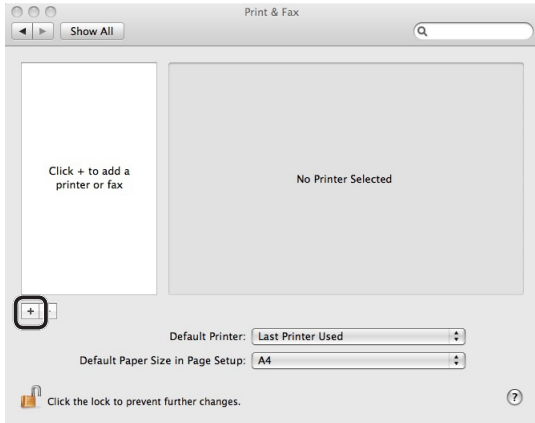 Print & Fax
Show All
Click + to add a
printer or fax
No Printer Selected
+ -
Default Printer: Last Printer Used
Default Paper Size in Page Setup: A4
Click the lock to prevent further changes.
?